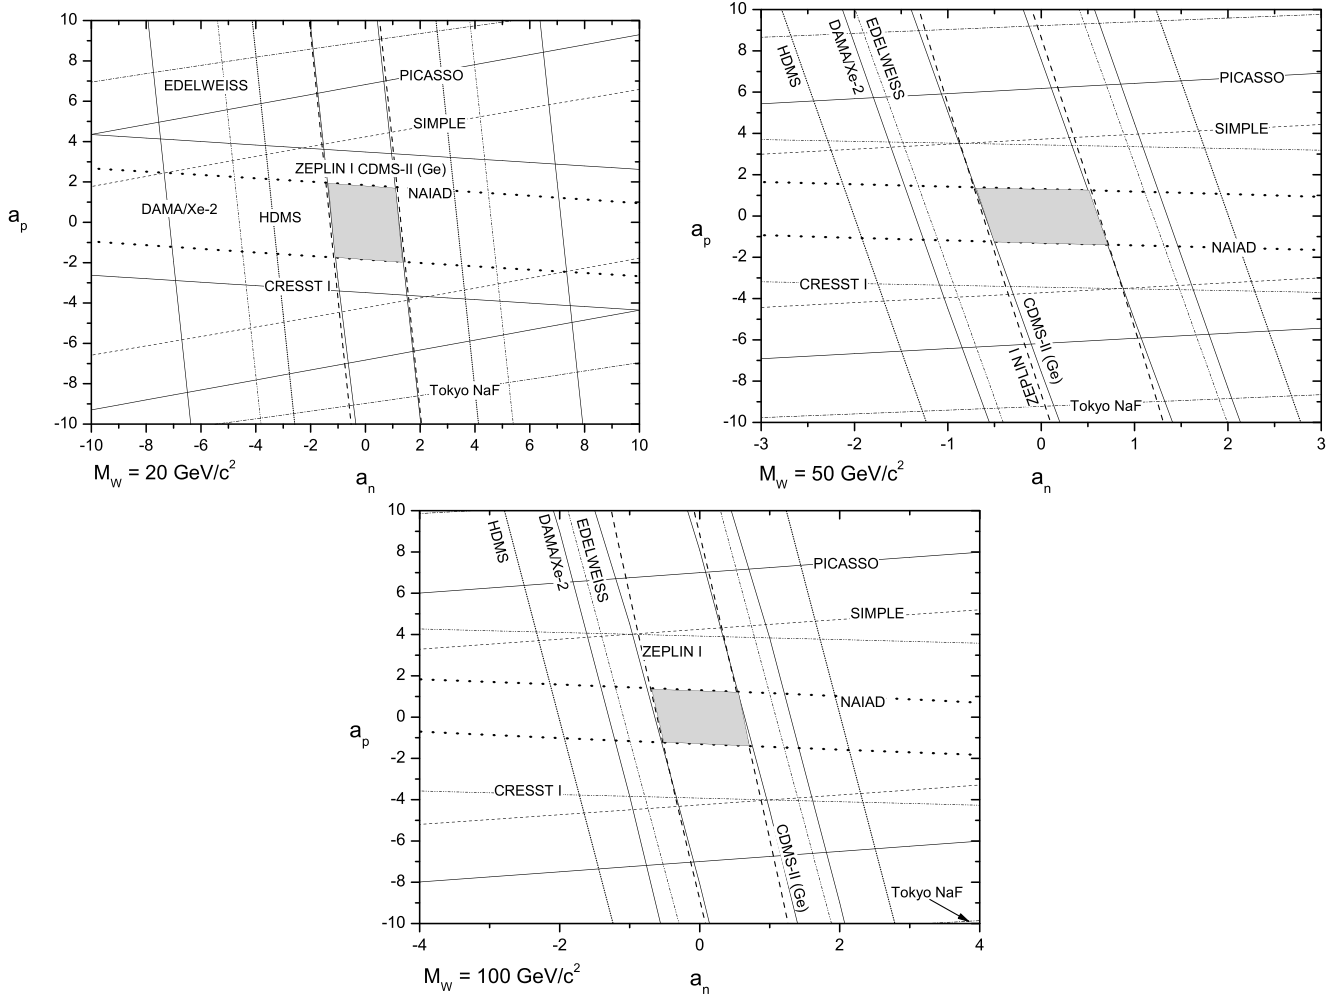 10
8
6
4
2
0
-2
-4
-6
-8
-10
a_p
EDELWEISS
PICASSO
SIMPLE
ZEPLIN I CDMS-II (Ge)
NAIAD
DAMA/Xe-2
HDMS
CRESST I
Tokyo NaF
-10 -8 -6 -4 -2 0 2 4 6 8 10
M_W = 20 GeV/c²
a_n
10
8
6
4
2
0
-2
-4
-6
-8
-10
a_p
HDMS
DAMA/Xe-2
EDELWEISS
PICASSO
SIMPLE
NAIAD
CRESST I
CDMS-II (Ge)
ZEPLIN I
Tokyo NaF
-3 -2 -1 0 1 2 3
M_W = 50 GeV/c²
a_n
10
8
6
4
2
0
-2
-4
-6
-8
-10
a_p
HDMS
DAMA/Xe-2
EDELWEISS
PICASSO
SIMPLE
ZEPLIN I
NAIAD
CRESST I
CDMS-II (Ge)
Tokyo NaF
-4 -2 0 2 4
M_W = 100 GeV/c²
a_n